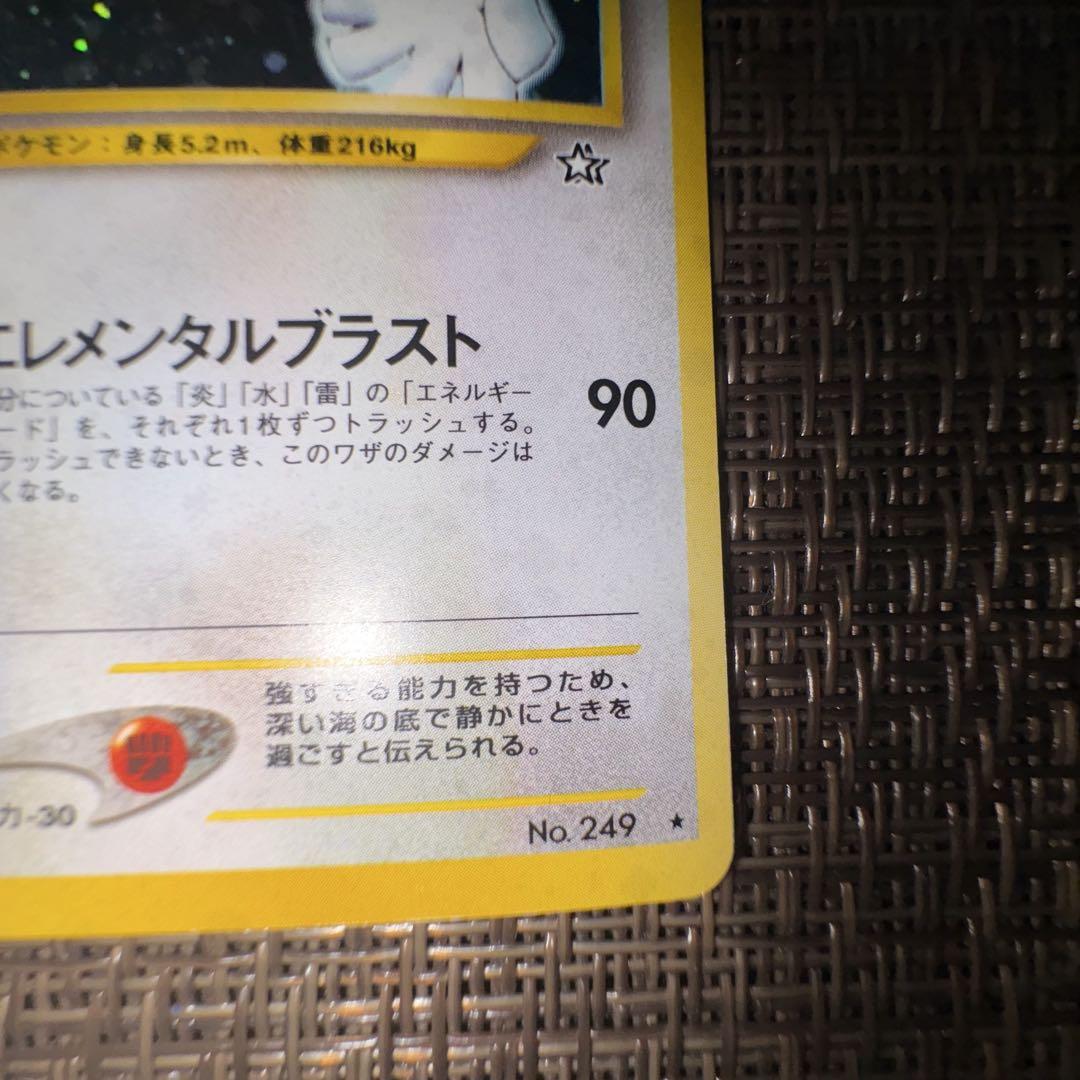 ポケモン：身長5.2m、体重216kg
エレメンタルブラスト
分についている「炎」「水」「雷」の「エネルギー
ード」を、それぞれ1枚ずつトラッシュする。
ラッシュできないとき、このワザのダメージは
くなる。
90
強すぎる能力を持つため、
深い海の底で静かにときを
過ごすと伝えられる。
力-30
No. 249 ★